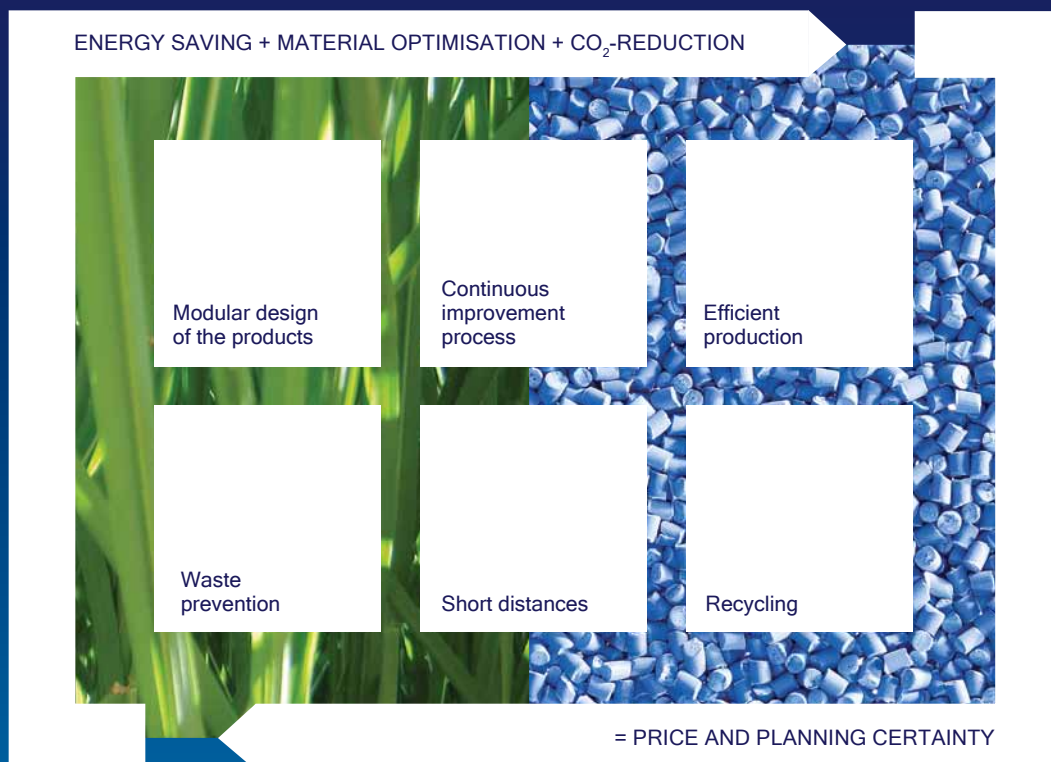 ENERGY SAVING + MATERIAL OPTIMISATION + CO₂-REDUCTION
Modular design
of the products
Continuous
improvement
process
Efficient
production
Waste
prevention
Short distances
Recycling
= PRICE AND PLANNING CERTAINTY